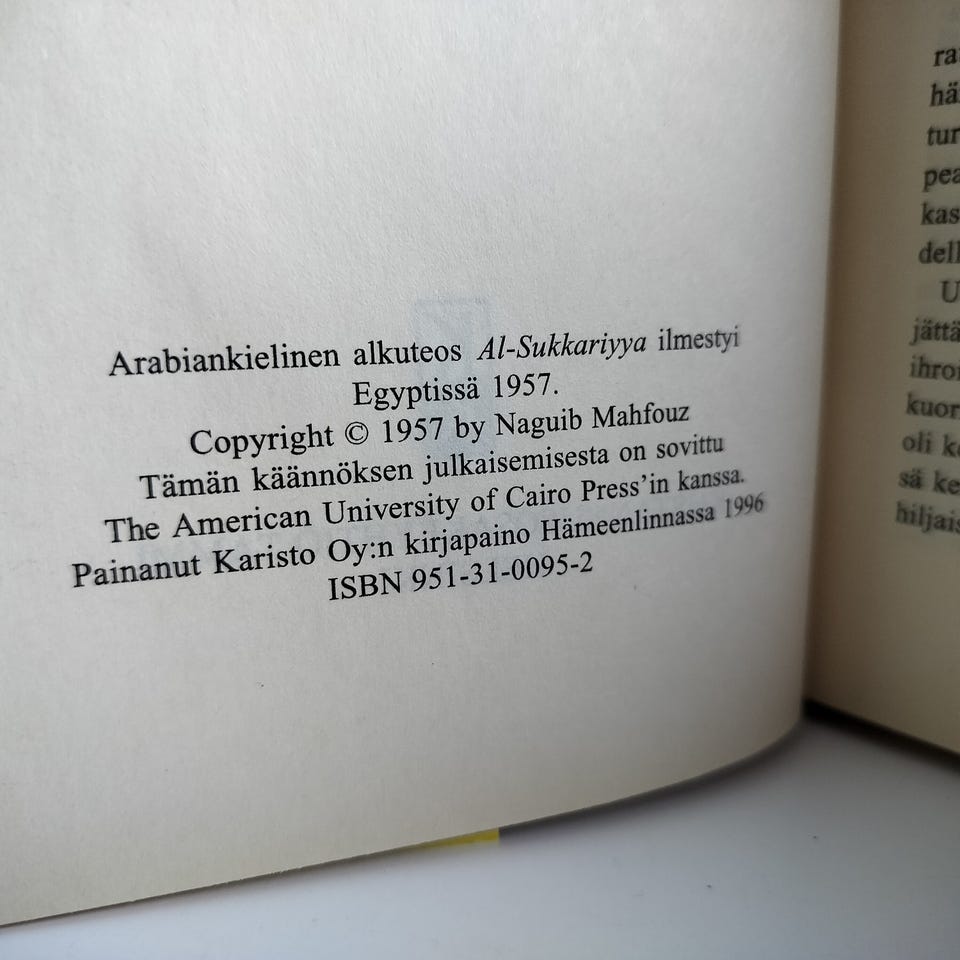 Arabiankielinen alkuteos Al-Sukkariyya ilmestyi
Egyptissä 1957.
Copyright © 1957 by Naguib Mahfouz
Tämän käännöksen julkaisemisesta on sovittu
The American University of Cairo Press'in kanssa.
Painanut Karisto Oy:n kirjapaino Hämeenlinnassa 1996
ISBN 951-31-0095-2